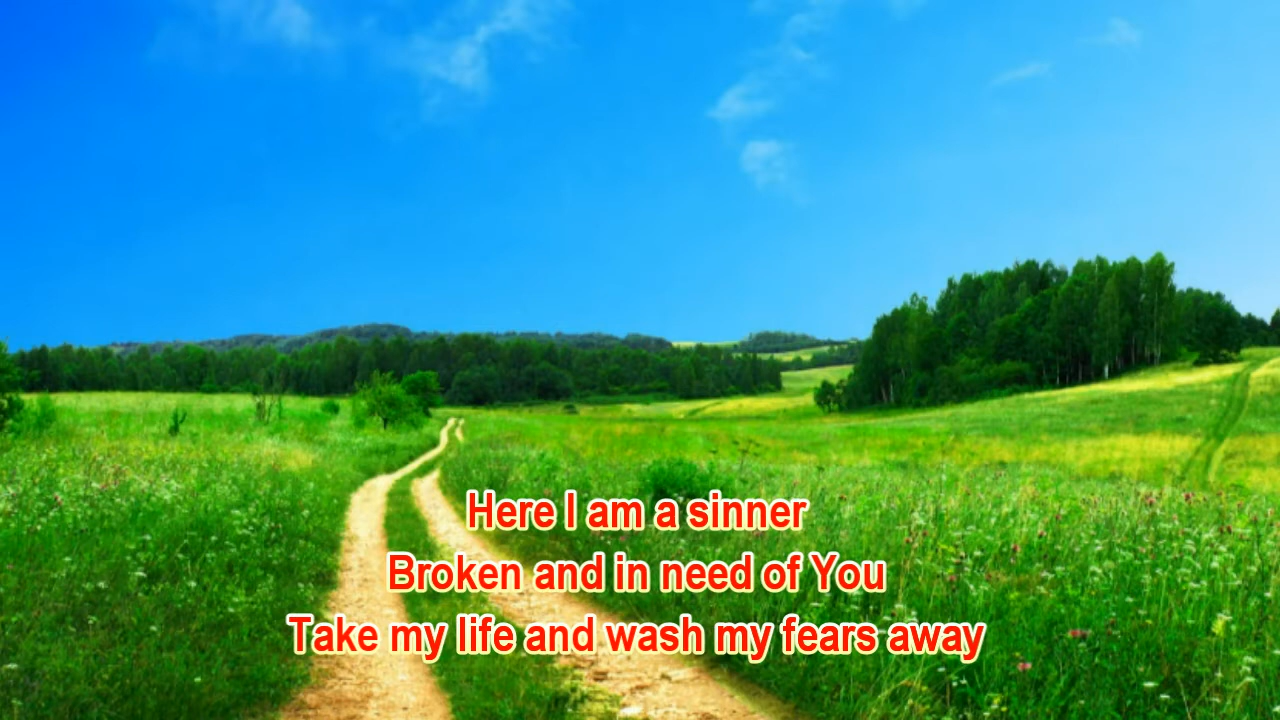 Here I am a sinner
Broken and in need of You
Take my life and wash my fears away